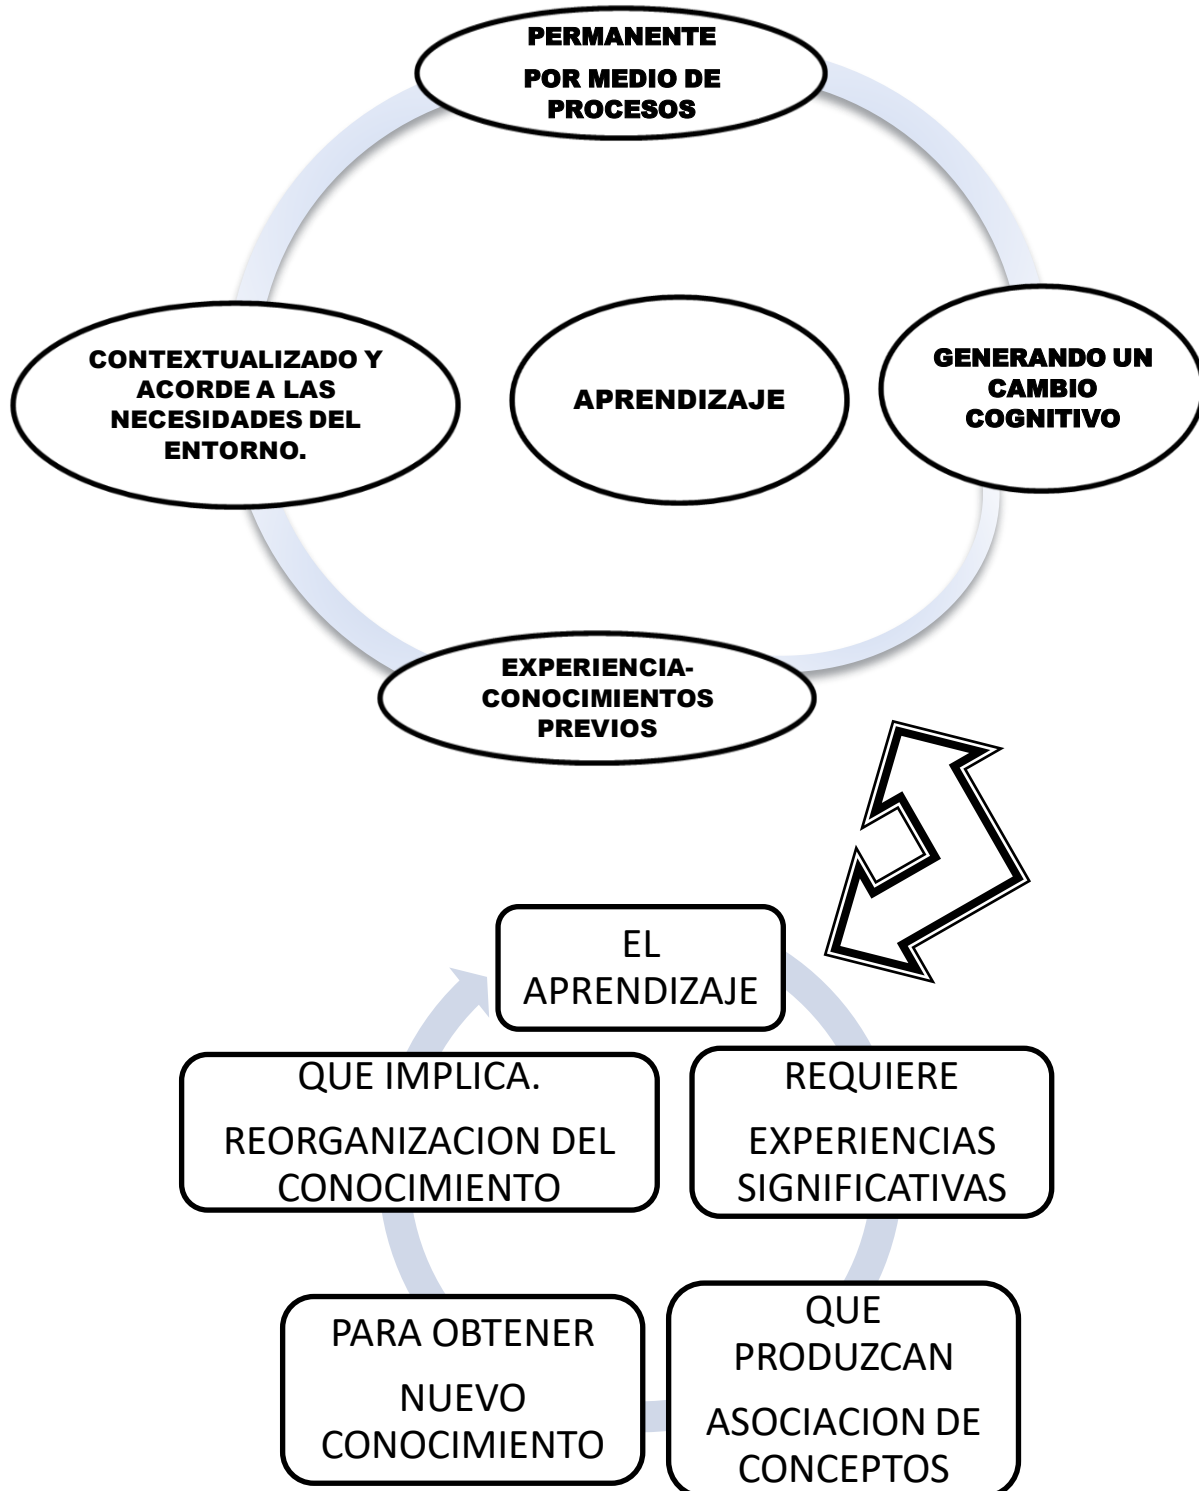 PERMANENTE
POR MEDIO DE
PROCESOS
CONTEXTUALIZADO Y
ACORDE A LAS
NECESIDADES DEL
ENTORNO.
APRENDIZAJE
GENERANDO UN
CAMBIO
COGNITIVO
EXPERIENCIA-
CONOCIMIENTOS
PREVIOS
EL
APRENDIZAJE
REQUIERE
EXPERIENCIAS
SIGNIFICATIVAS
QUE
PRODUZCAN
ASOCIACION DE
CONCEPTOS
PARA OBTENER
NUEVO
CONOCIMIENTO
QUE IMPLICA.
REORGANIZACION DEL
CONOCIMIENTO